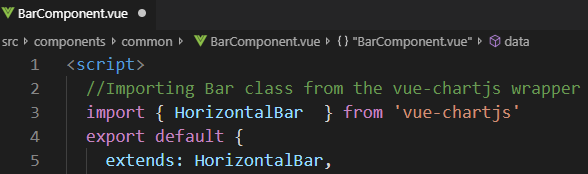 BarComponent.vue
src > components > common > BarComponent.vue > {} "BarComponent.vue" > data
1 <script>
2 //Importing Bar class from the vue-chartjs wrapper
3 import { HorizontalBar  } from 'vue-chartjs'
4 export default {
5 extends: HorizontalBar,